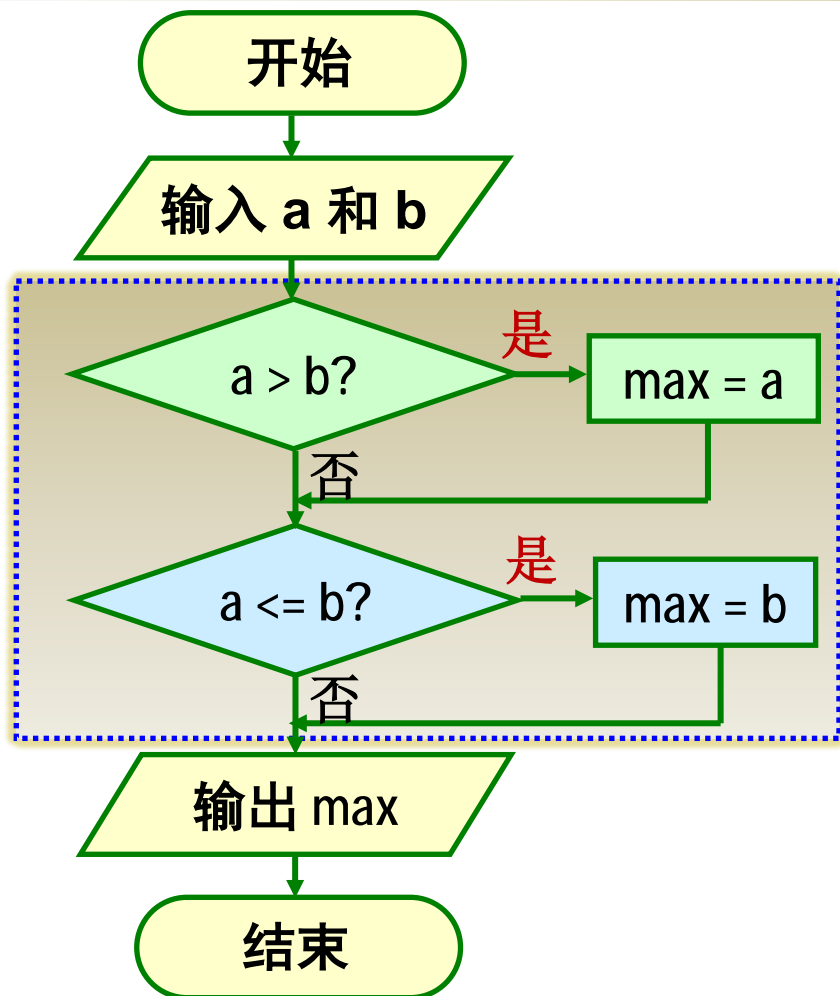 开始
输入 a 和 b
a > b?
是
max = a
否
a <= b?
是
max = b
否
输出 max
结束